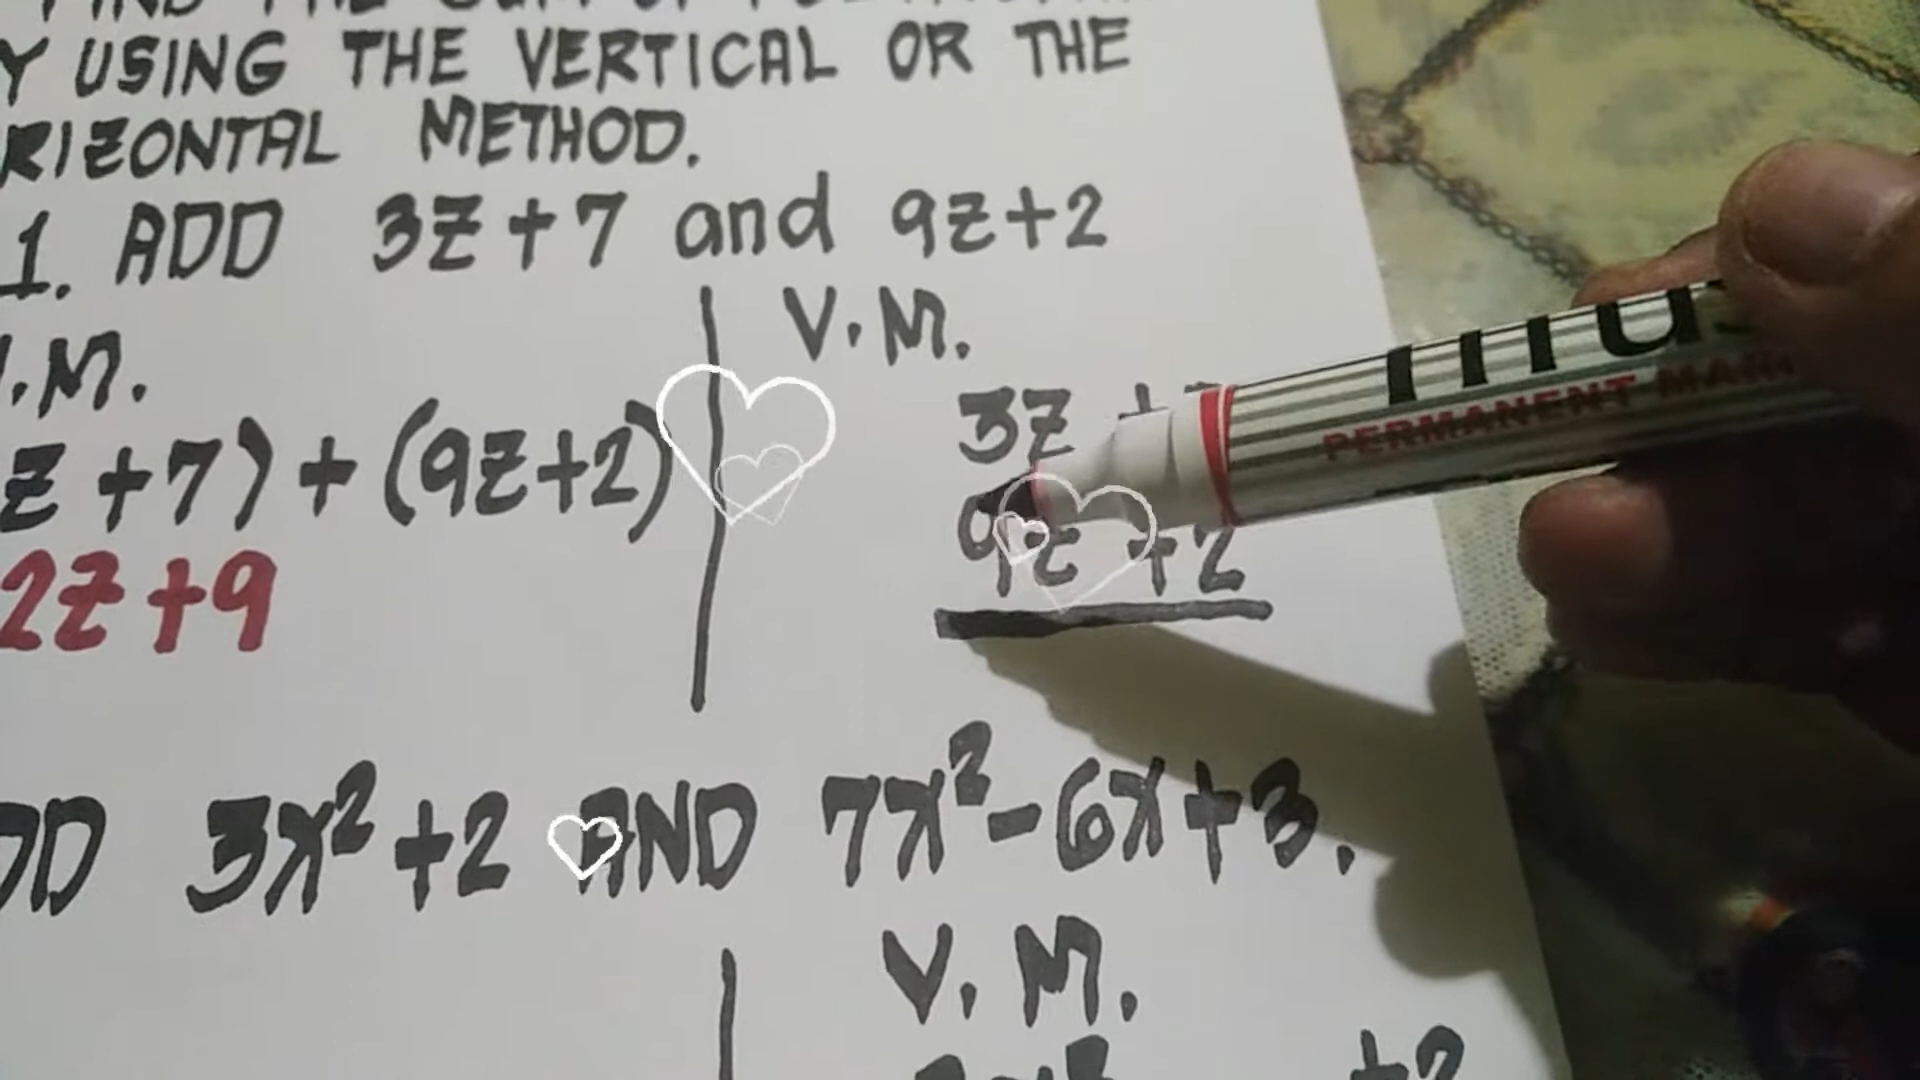 Y USING THE VERTICAL OR THE
RIZONTAL METHOD.
1. ADD 3Z+7 and 9Z+2
.M.
Z +7) + (9Z+2)
2Z+9
V.M.
3Z +
9Z +2
PERMANENT
DD 3x²+2 AND 7x²-6x+3.
V.M.
+2